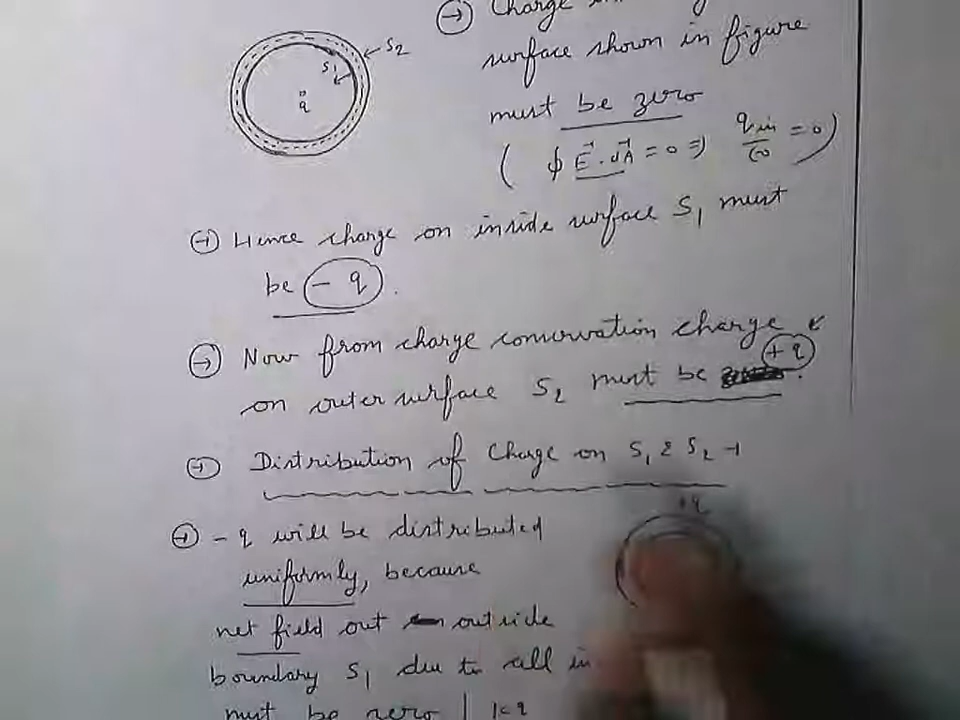 S2
S1
q
→ Charge
surface shown in figure
must be zero
( ∮ E⃗ . dA⃗ = 0 ⇒ qin/ϵ0 = 0 )
→ Hence charge on inside surface S1 must
be - q .
→ Now from charge conservation charge
on outer surface S2 must be + q .
→ Distribution of Charge on S1 & S2 →
+q
→ - q will be distributed
uniformly, because
net field out outside
boundary S1 due to all in
must be zero